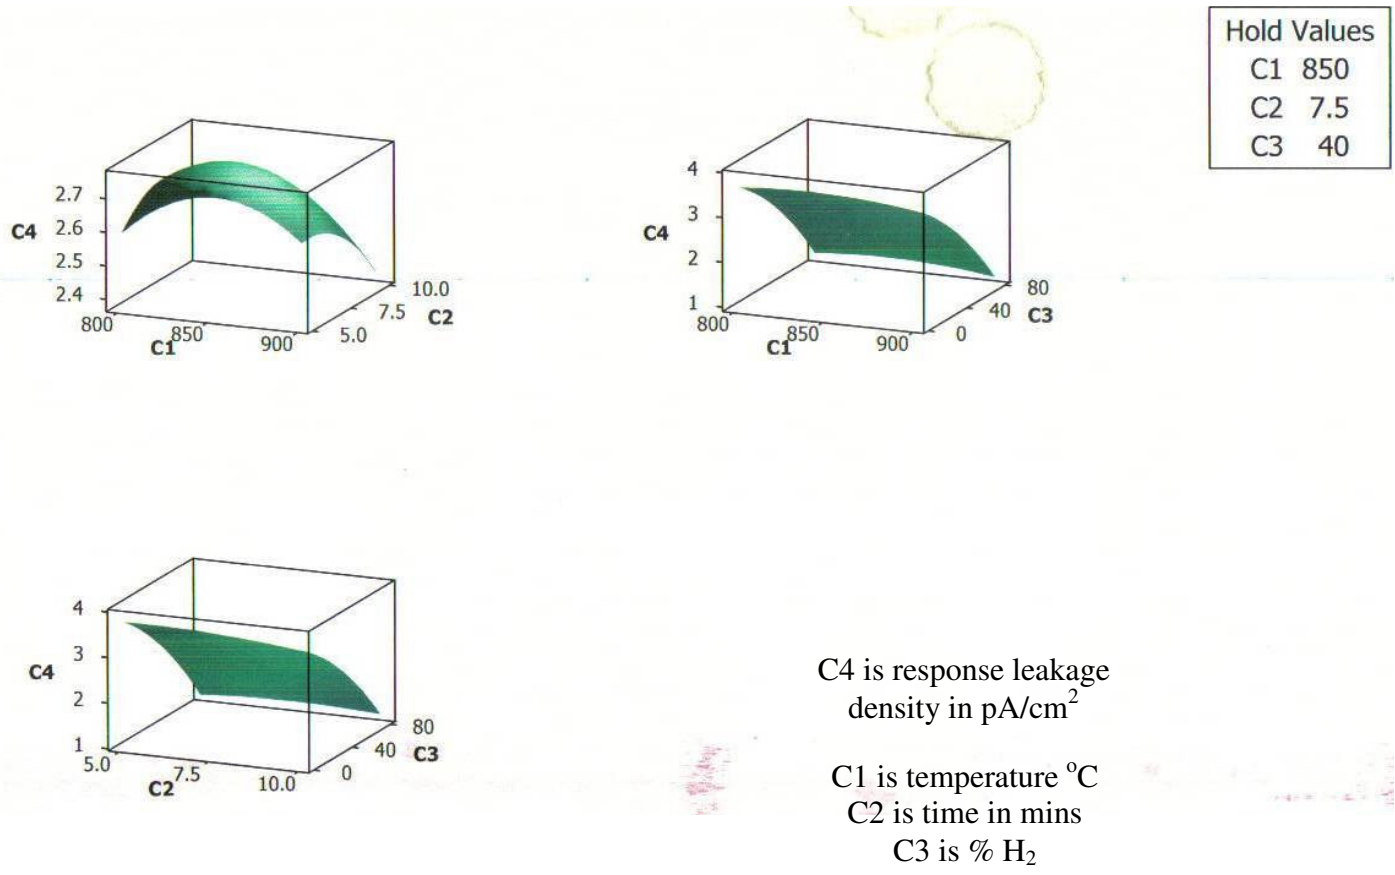 Hold Values
C1 850
C2 7.5
C3 40
2.7
2.6
2.5
2.4
C4
800
850
900
C1
5.0
7.5
10.0
C2
4
3
2
1
C4
800
850
900
C1
0
40
80
C3
4
3
2
1
C4
5.0
7.5
10.0
C2
0
40
80
C3
C4 is response leakage
density in pA/cm²
C1 is temperature ºC
C2 is time in mins
C3 is % H₂